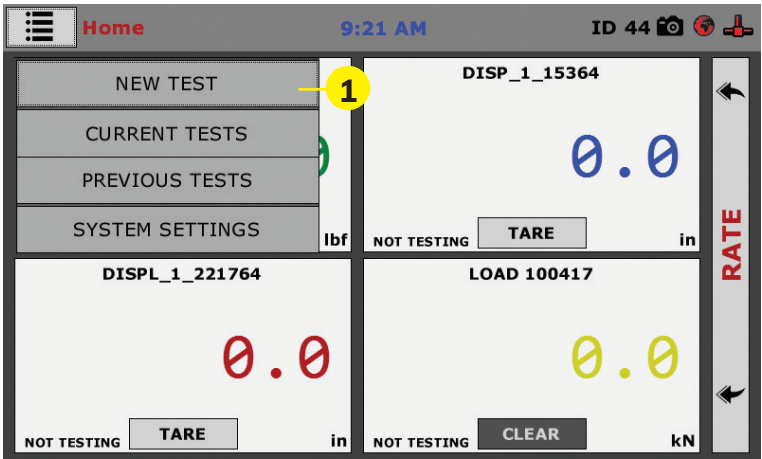 Home 9:21 AM ID 44
NEW TEST
1
CURRENT TESTS
PREVIOUS TESTS
SYSTEM SETTINGS
lbf
DISP_1_15364
0.0
NOT TESTING TARE in
DISPL_1_221764
0.0
NOT TESTING TARE in
LOAD 100417
0.0
NOT TESTING CLEAR kN
RATE